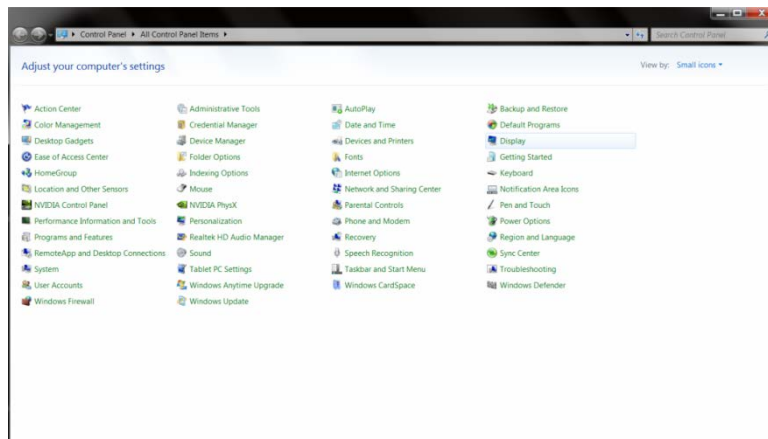 Control Panel ▸ All Control Panel Items ▸
Search Control Panel
Adjust your computer's settings
View by: Small icons
Action Center
Administrative Tools
AutoPlay
Backup and Restore
Color Management
Credential Manager
Date and Time
Default Programs
Desktop Gadgets
Device Manager
Devices and Printers
Display
Ease of Access Center
Folder Options
Fonts
Getting Started
HomeGroup
Indexing Options
Internet Options
Keyboard
Location and Other Sensors
Mouse
Network and Sharing Center
Notification Area Icons
NVIDIA Control Panel
NVIDIA PhysX
Parental Controls
Pen and Touch
Performance Information and Tools
Personalization
Phone and Modem
Power Options
Programs and Features
Realtek HD Audio Manager
Recovery
Region and Language
RemoteApp and Desktop Connections
Sound
Speech Recognition
Sync Center
System
Tablet PC Settings
Taskbar and Start Menu
Troubleshooting
User Accounts
Windows Anytime Upgrade
Windows CardSpace
Windows Defender
Windows Firewall
Windows Update